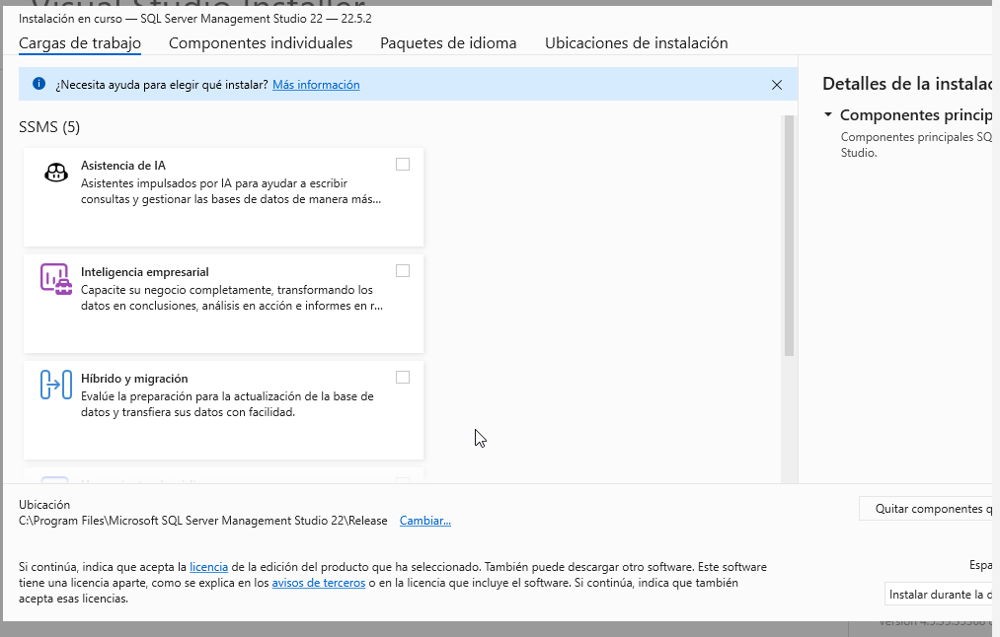 Visual Studio Installer
Instalación en curso — SQL Server Management Studio 22 — 22.5.2
Cargas de trabajo Componentes individuales Paquetes de idioma Ubicaciones de instalación
¿Necesita ayuda para elegir qué instalar? Más información
SSMS (5)
Asistencia de IA
Asistentes impulsados por IA para ayudar a escribir
consultas y gestionar las bases de datos de manera más...
Inteligencia empresarial
Capacite su negocio completamente, transformando los
datos en conclusiones, análisis en acción e informes en r...
Híbrido y migración
Evalúe la preparación para la actualización de la base de
datos y transfiera sus datos con facilidad.
Detalles de la instalac
Componentes princip
Componentes principales SQ
Studio.
Ubicación
C:\Program Files\Microsoft SQL Server Management Studio 22\Release Cambiar...
Quitar componentes q
Si continúa, indica que acepta la licencia de la edición del producto que ha seleccionado. También puede descargar otro software. Este software
tiene una licencia aparte, como se explica en los avisos de terceros o en la licencia que incluye el software. Si continúa, indica que también
acepta esas licencias.
Espa
Instalar durante la d